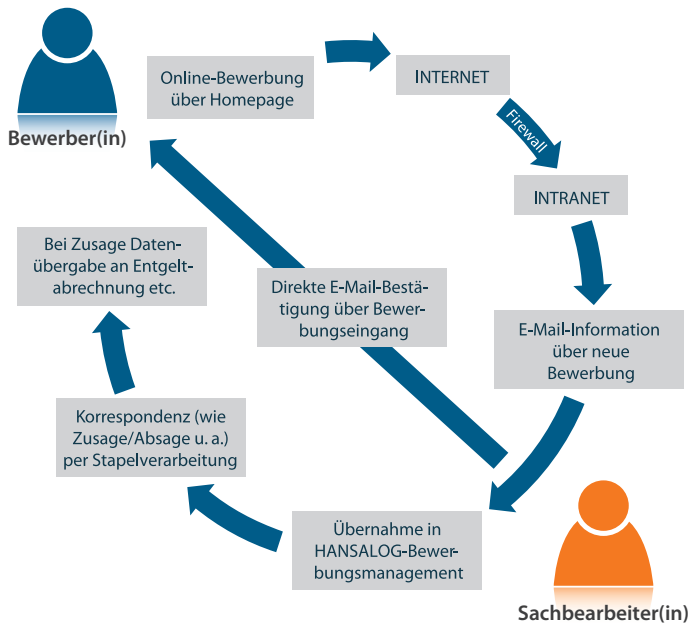 Bewerber(in)
Online-Bewerbung
über Homepage
INTERNET
Firewall
INTRANET
E-Mail-Information
über neue
Bewerbung
Direkte E-Mail-Bestä-
tigung über Bewer-
bungseingang
Übernahme in
HANSALOG-Bewer-
bungsmanagement
Korrespondenz (wie
Zusage/Absage u. a.)
per Stapelverarbeitung
Bei Zusage Daten-
übergabe an Entgelt-
abrechnung etc.
Sachbearbeiter(in)